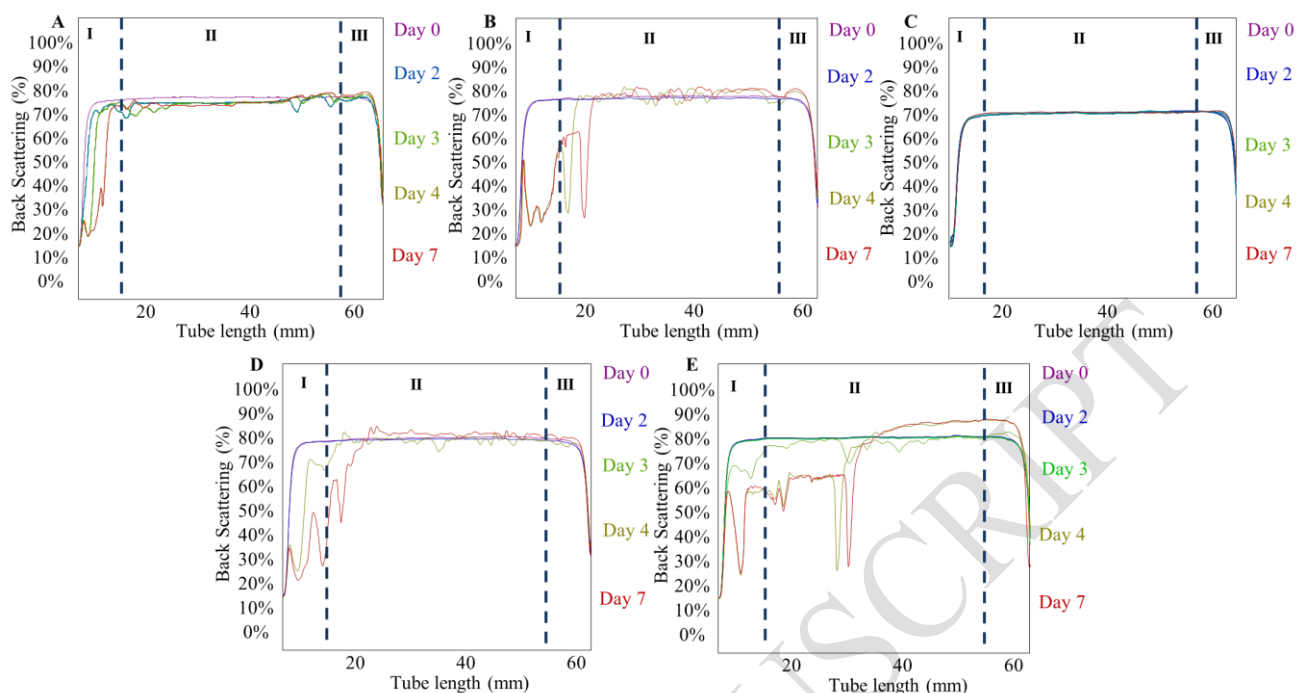 A
I II III
Back Scattering (%)
100%
90%
80%
70%
60%
50%
40%
30%
20%
10%
0%
20 40 60
Tube length (mm)
Day 0
Day 2
Day 3
Day 4
Day 7
B
I II III
Back Scattering (%)
100%
90%
80%
70%
60%
50%
40%
30%
20%
10%
0%
20 40 60
Tube length (mm)
Day 0
Day 2
Day 3
Day 4
Day 7
C
I II III
Back Scattering (%)
100%
90%
80%
70%
60%
50%
40%
30%
20%
10%
0%
20 40 60
Tube length (mm)
Day 0
Day 2
Day 3
Day 4
Day 7
D
I II III
Back Scattering (%)
100%
90%
80%
70%
60%
50%
40%
30%
20%
10%
0%
20 40 60
Tube length (mm)
Day 0
Day 2
Day 3
Day 4
Day 7
E
I II III
Back Scattering (%)
100%
90%
80%
70%
60%
50%
40%
30%
20%
10%
0%
20 40 60
Tube length (mm)
Day 0
Day 2
Day 3
Day 4
Day 7
USCRIPT